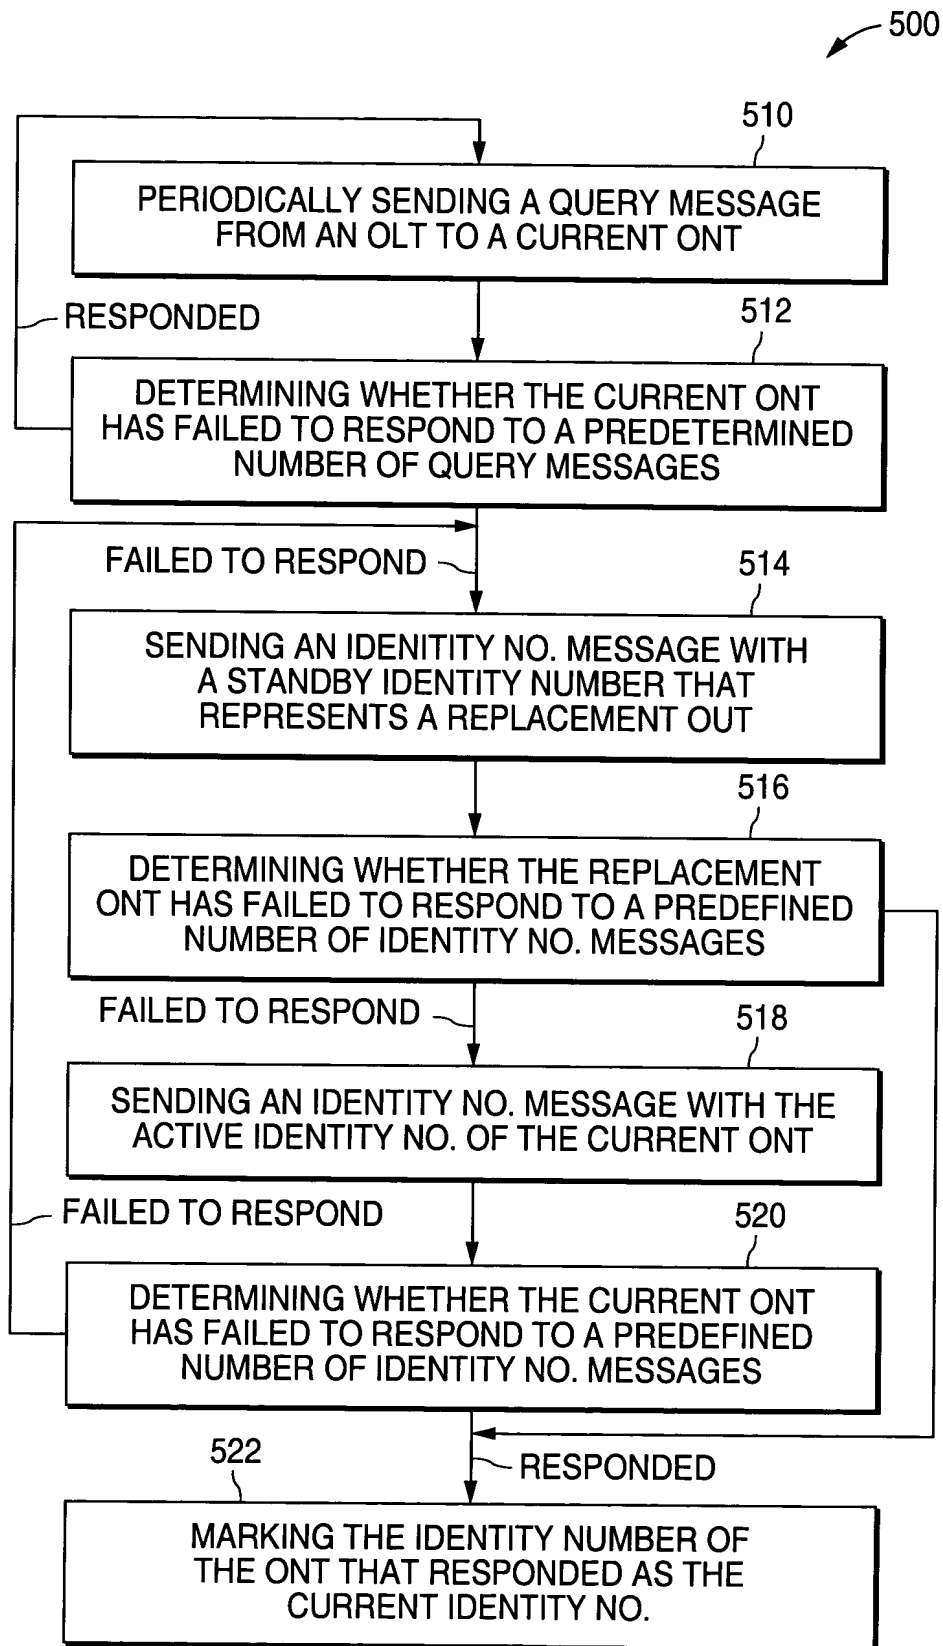 500
510
PERIODICALLY SENDING A QUERY MESSAGE
FROM AN OLT TO A CURRENT ONT
RESPONDED
512
DETERMINING WHETHER THE CURRENT ONT
HAS FAILED TO RESPOND TO A PREDETERMINED
NUMBER OF QUERY MESSAGES
FAILED TO RESPOND
514
SENDING AN IDENITITY NO. MESSAGE WITH
A STANDBY IDENTITY NUMBER THAT
REPRESENTS A REPLACEMENT OUT
516
DETERMINING WHETHER THE REPLACEMENT
ONT HAS FAILED TO RESPOND TO A PREDEFINED
NUMBER OF IDENTITY NO. MESSAGES
FAILED TO RESPOND
518
SENDING AN IDENTITY NO. MESSAGE WITH THE
ACTIVE IDENTITY NO. OF THE CURRENT ONT
FAILED TO RESPOND
520
DETERMINING WHETHER THE CURRENT ONT
HAS FAILED TO RESPOND TO A PREDEFINED
NUMBER OF IDENTITY NO. MESSAGES
522
RESPONDED
MARKING THE IDENTITY NUMBER OF
THE ONT THAT RESPONDED AS THE
CURRENT IDENTITY NO.